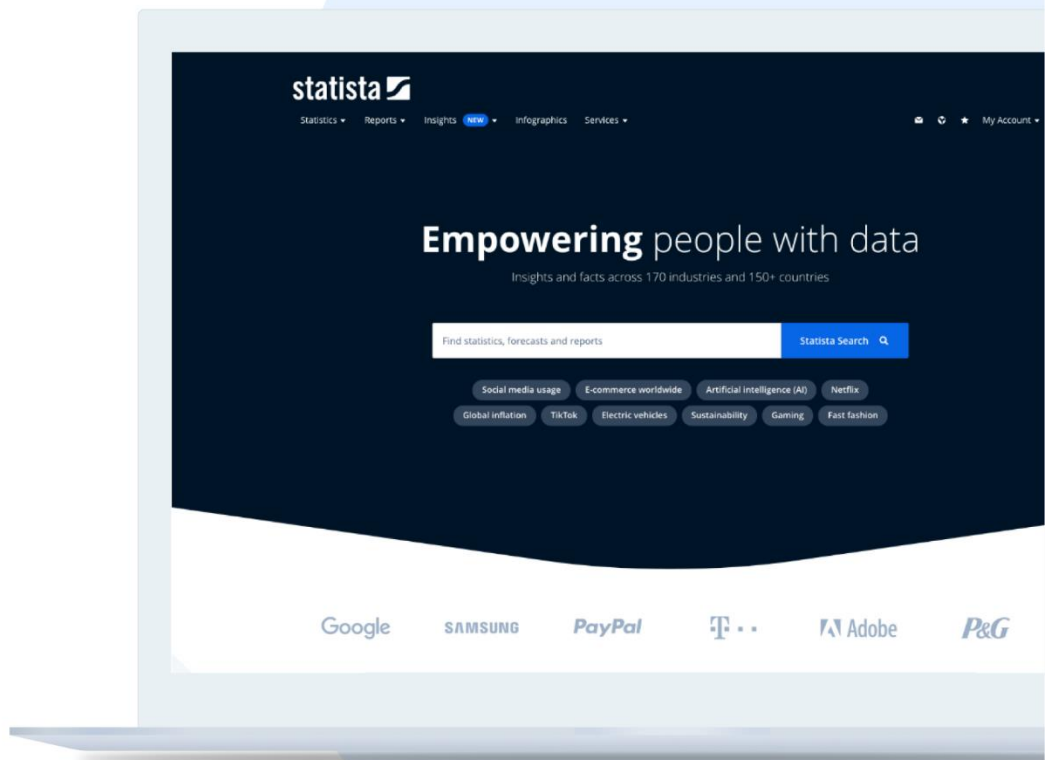 statista
Statistics Reports Insights NEW Infographics Services My Account
Empowering people with data
Insights and facts across 170 industries and 150+ countries
Find statistics, forecasts and reports Statista Search
Social media usage E-commerce worldwide Artificial intelligence (AI) Netflix
Global inflation TikTok Electric vehicles Sustainability Gaming Fast fashion
Google SAMSUNG PayPal T Adobe P&G